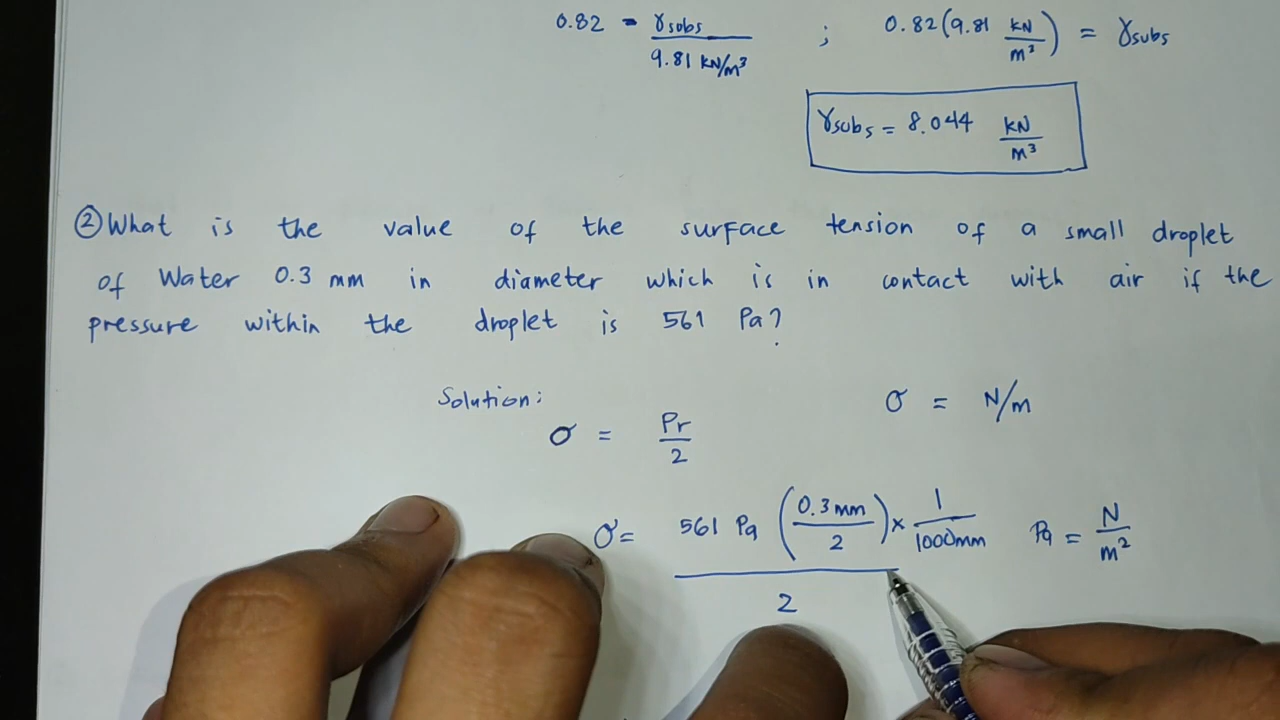 0.82 = γsubs / 9.81 KN/m³ ; 0.82(9.81 KN/m³) = γsubs
γsubs = 8.044 KN/m³
② What is the value of the surface tension of a small droplet
of Water 0.3 mm in diameter which is in contact with air if the
pressure within the droplet is 561 Pa?
Solution:
σ = Pr/2
σ = N/m
σ = 561 Pa (0.3mm/2) × 1/1000mm / 2
Pa = N/m²